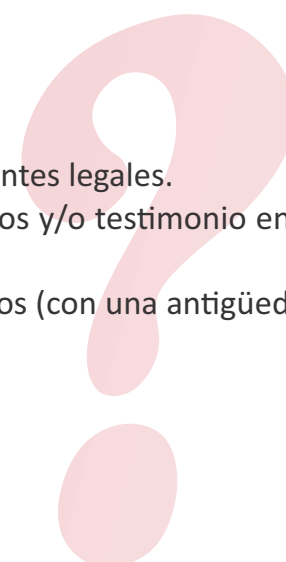 ntes legales.
os y/o testimonio en
os (con una antigüed